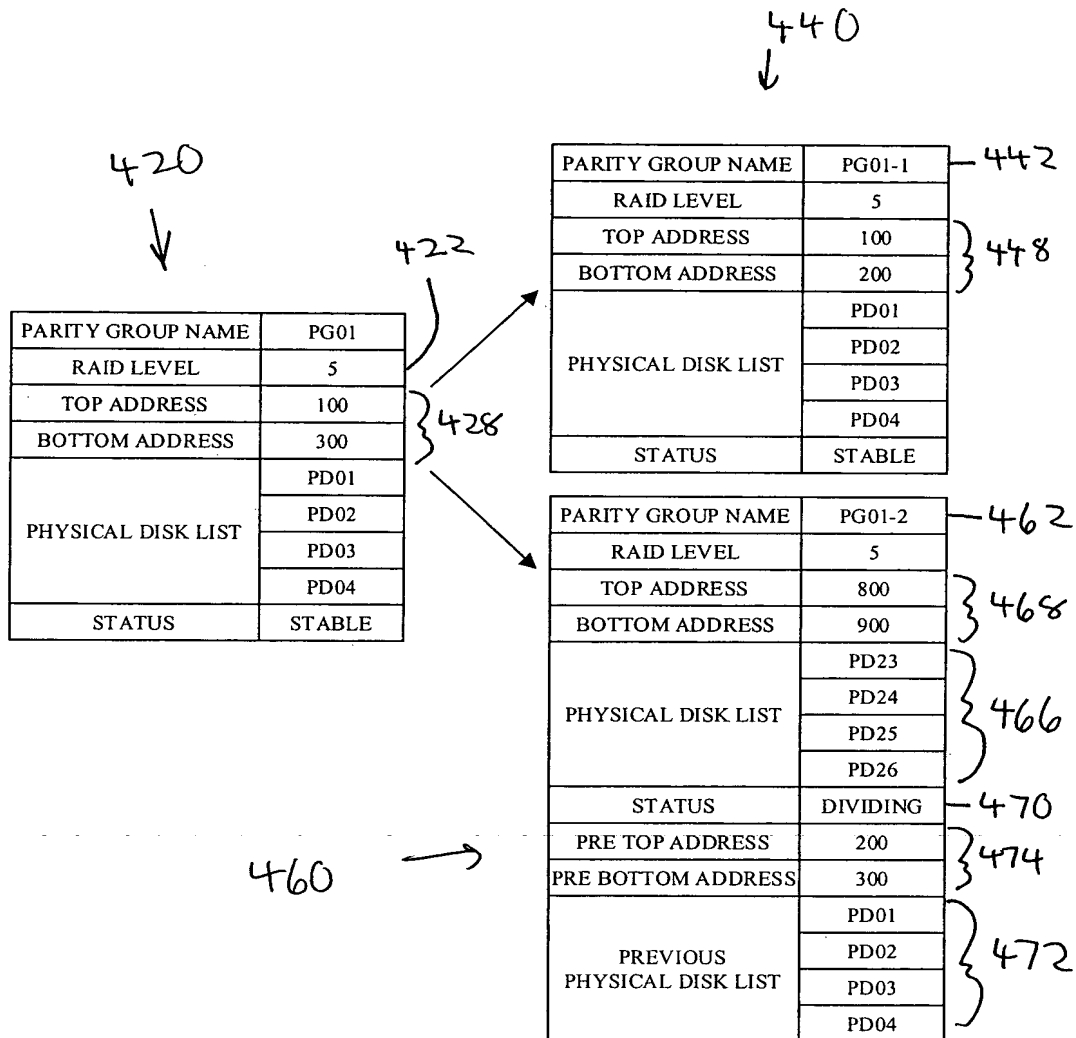 440
420
422
PARITY GROUP NAME PG01
RAID LEVEL 5
TOP ADDRESS 100
BOTTOM ADDRESS 300
428
PHYSICAL DISK LIST
PD01
PD02
PD03
PD04
STATUS STABLE
PARITY GROUP NAME PG01-1 442
RAID LEVEL 5
TOP ADDRESS 100
BOTTOM ADDRESS 200
448
PHYSICAL DISK LIST
PD01
PD02
PD03
PD04
STATUS STABLE
PARITY GROUP NAME PG01-2 462
RAID LEVEL 5
TOP ADDRESS 800
BOTTOM ADDRESS 900
468
PHYSICAL DISK LIST
PD23
PD24
PD25
PD26
466
STATUS DIVIDING 470
PRE TOP ADDRESS 200
PRE BOTTOM ADDRESS 300
474
460
PREVIOUS
PHYSICAL DISK LIST
PD01
PD02
PD03
PD04
472